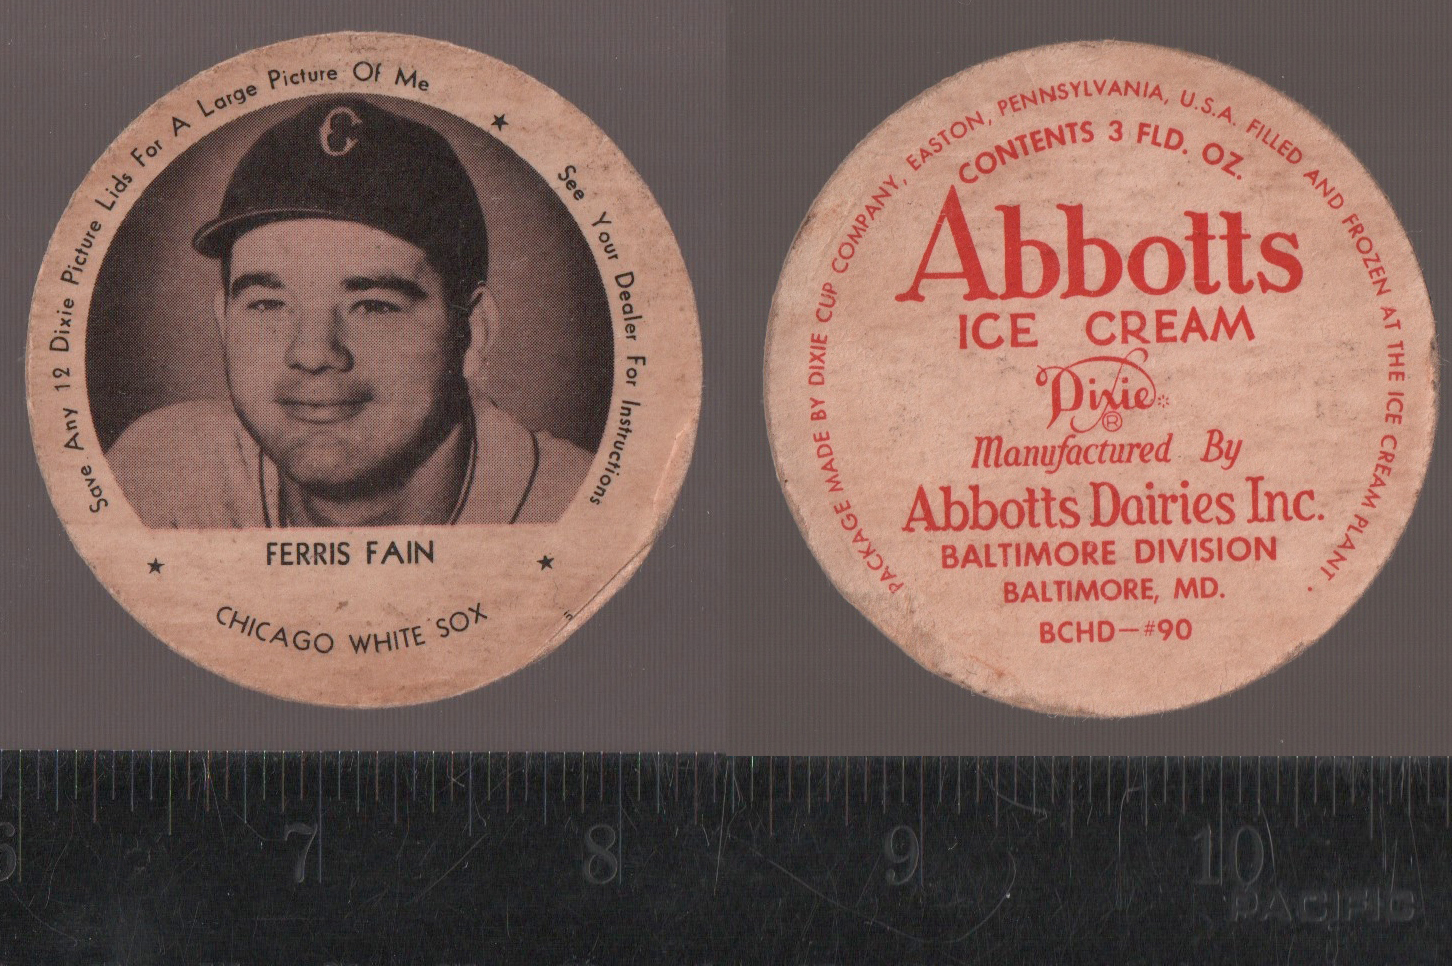 Save Any 12 Dixie Picture Lids For A Large Picture Of Me ★ See Your Dealer For Instructions
C
FERRIS FAIN
CHICAGO WHITE SOX
PACKAGE MADE BY DIXIE CUP COMPANY, EASTON, PENNSYLVANIA, U.S.A. FILLED AND FROZEN AT THE ICE CREAM PLANT.
CONTENTS 3 FLD. OZ.
Abbotts
ICE CREAM
Dixie
®
Manufactured By
Abbotts Dairies Inc.
BALTIMORE DIVISION
BALTIMORE, MD.
BCHD—#90
6 7 8 9 10
PACIFIC